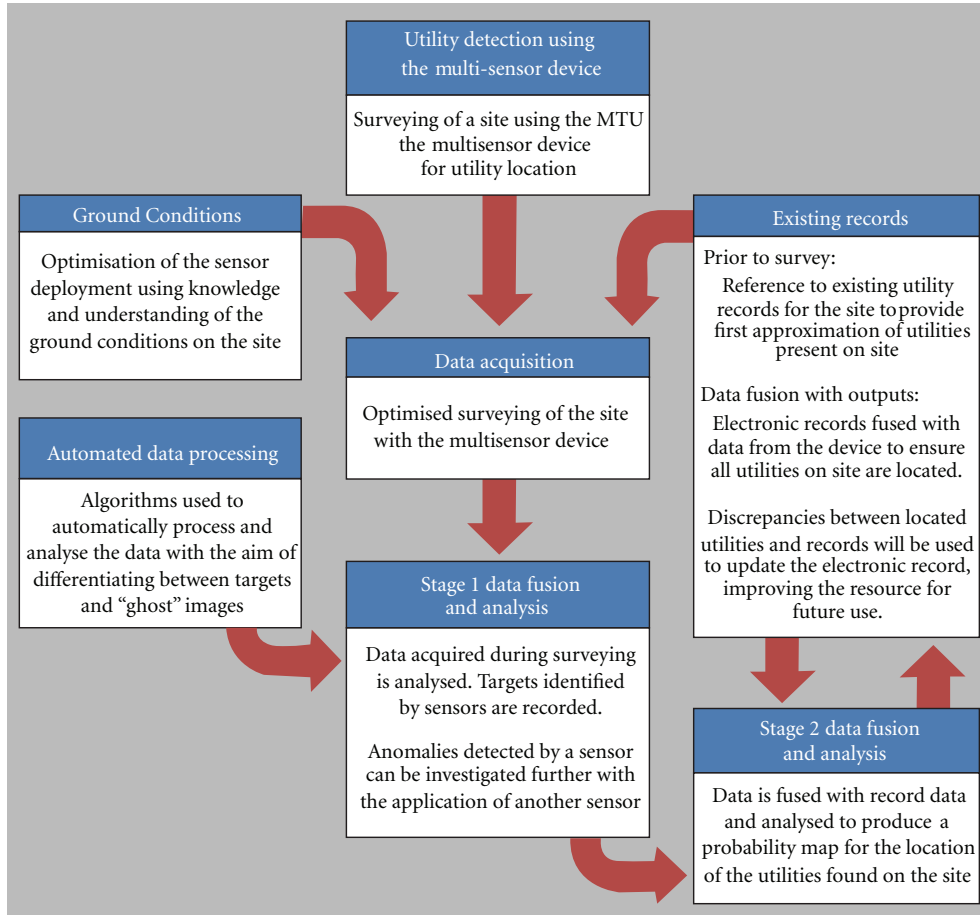 Utility detection using
the multi-sensor device
Surveying of a site using the MTU
the multisensor device
for utility location
Ground Conditions
Optimisation of the sensor
deployment using knowledge
and understanding of the
ground conditions on the site
Existing records
Prior to survey:
Reference to existing utility
records for the site to provide
first approximation of utilities
present on site
Data fusion with outputs:
Electronic records fused with
data from the device to ensure
all utilities on site are located.
Discrepancies between located
utilities and records will be used
to update the electronic record,
improving the resource for
future use.
Data acquisition
Optimised surveying of the site
with the multisensor device
Automated data processing
Algorithms used to
automatically process and
analyse the data with the aim of
differentiating between targets
and “ghost” images
Stage 1 data fusion
and analysis
Data acquired during surveying
is analysed. Targets identified
by sensors are recorded.
Anomalies detected by a sensor
can be investigated further with
the application of another sensor
Stage 2 data fusion
and analysis
Data is fused with record data
and analysed to produce a
probability map for the location
of the utilities found on the site